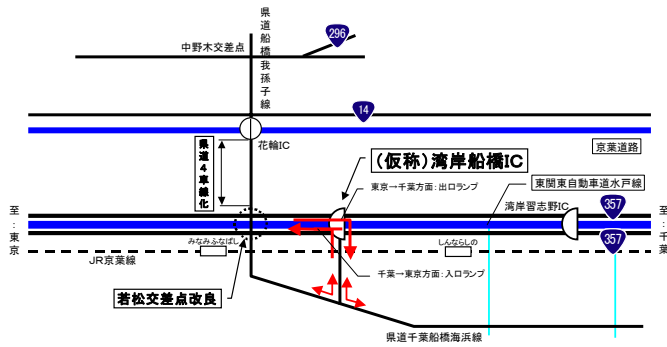 県道船橋我孫子線
296
中野木交差点
14
花輪IC
京葉道路
県道4車線化
(仮称)湾岸船橋IC
東京→千葉方面:出口ランプ
東関東自動車道水戸線
湾岸習志野IC
357
至:東京
至:千葉
357
みなみふなばし
しんならしの
JR京葉線
千葉→東京方面:入口ランプ
若松交差点改良
県道千葉船橋海浜線